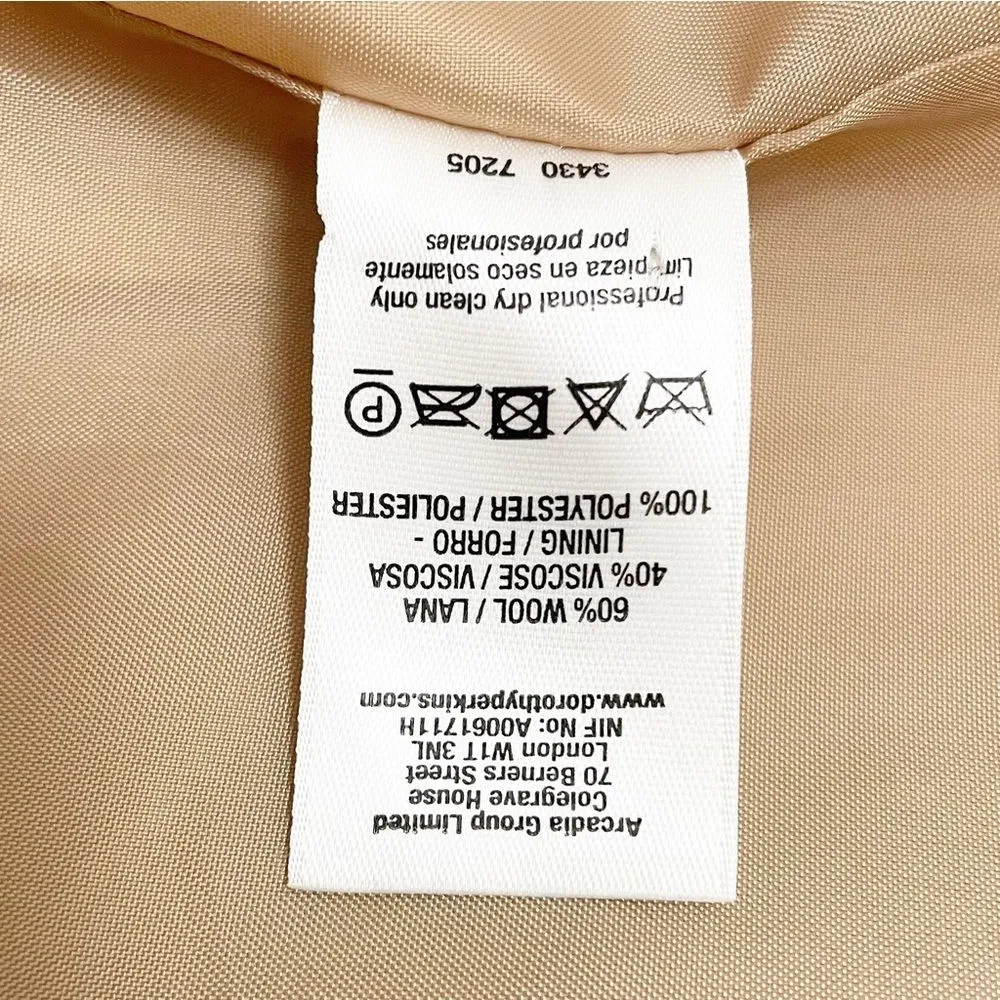 Arcadia Group Limited
Colegrave House
70 Berners Street
London W1T 3NL
NIF No: A0061711H
www.dorothyperkins.com
60% WOOL / LANA
40% VISCOSE / VISCOSA
LINING / FORRO -
100% POLYESTER / POLIESTER
P
Professional dry clean only
Limpieza en seco solamente
por profesionales
3430 7205